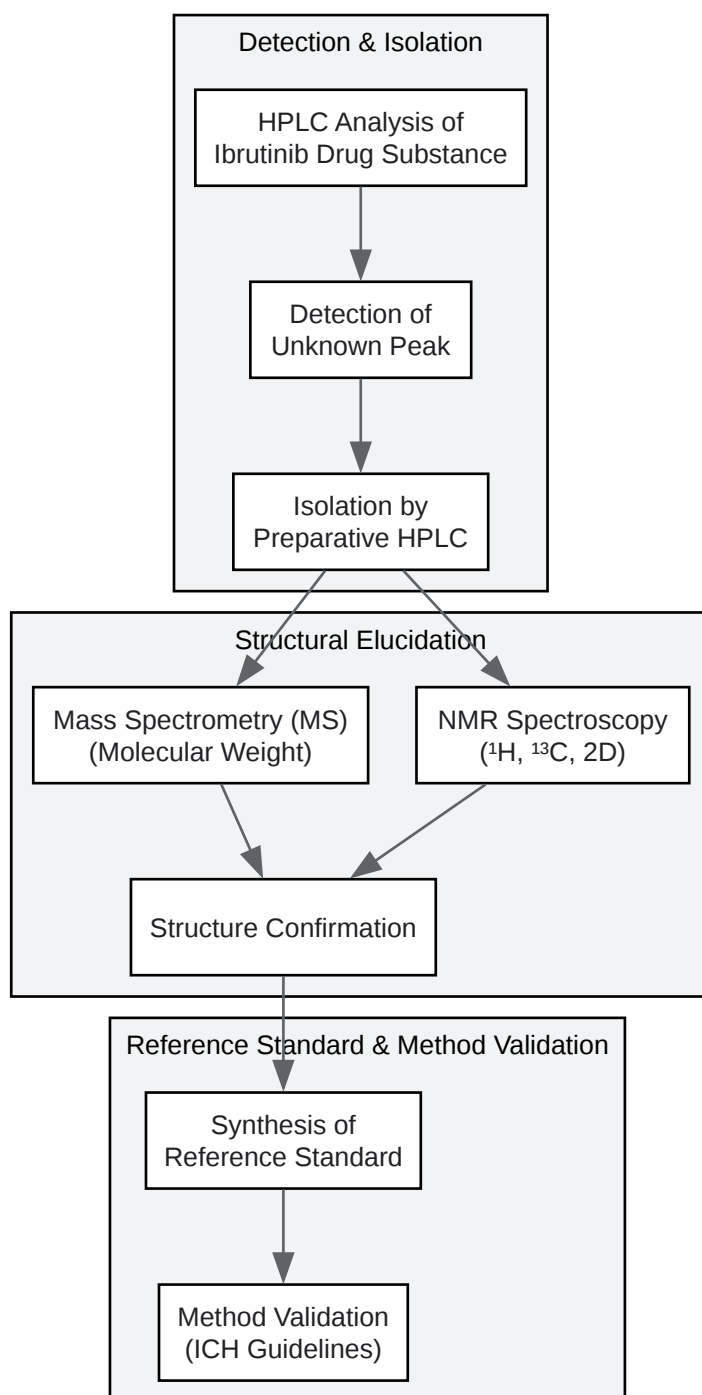 Detection & Isolation
HPLC Analysis of
Ibrutinib Drug Substance
Detection of
Unknown Peak
Isolation by
Preparative HPLC
Structural Elucidation
Mass Spectrometry (MS)
(Molecular Weight)
NMR Spectroscopy
(¹H, ¹³C, 2D)
Structure Confirmation
Reference Standard & Method Validation
Synthesis of
Reference Standard
Method Validation
(ICH Guidelines)